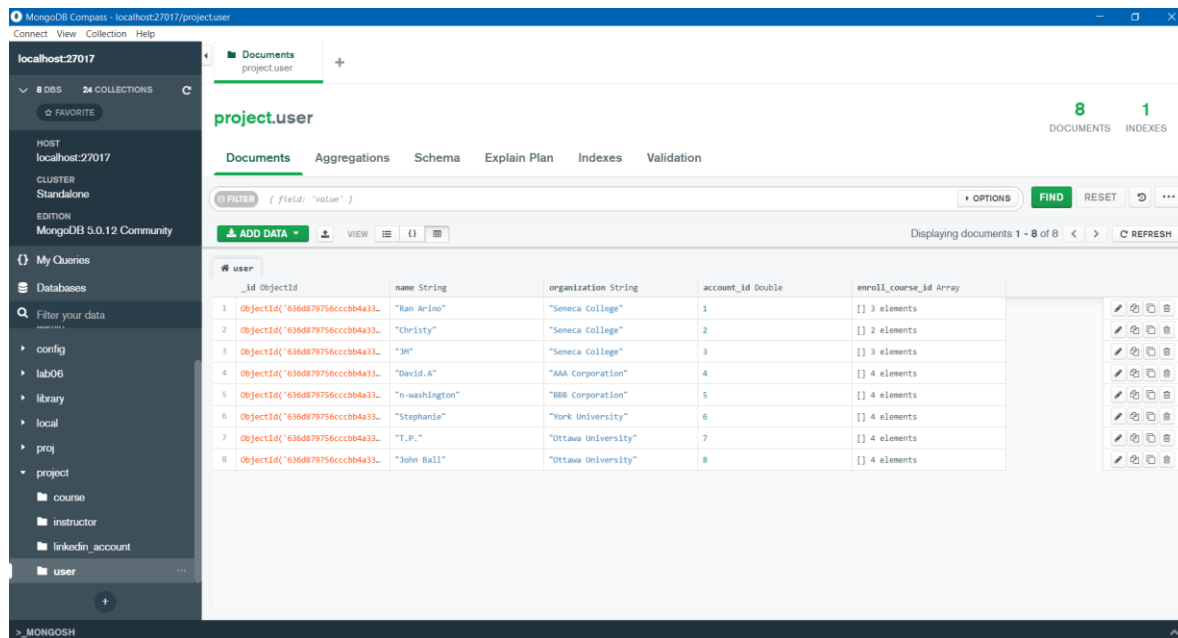 MongoDB Compass - localhost:27017/project.user
Connect View Collection Help
localhost:27017
8 DBS 24 COLLECTIONS
☆ FAVORITE
HOST
localhost:27017
CLUSTER
Standalone
EDITION
MongoDB 5.0.12 Community
{} My Queries
Databases
Filter your data
admin
config
lab06
library
local
proj
project
course
instructor
linkedin_account
user ...
+
>_MONGOSH
Documents
project.user
+
project.user
8
DOCUMENTS
1
INDEXES
Documents Aggregations Schema Explain Plan Indexes Validation
FILTER { field: 'value' } OPTIONS FIND RESET ...
ADD DATA VIEW {} Displaying documents 1 - 8 of 8 < > REFRESH
user
_id ObjectId name String organization String account_id Double enroll_course_id Array
1 ObjectId('636d879756cccbb4a33… "Ran Arino" "Seneca College" 1 [] 3 elements
2 ObjectId('636d879756cccbb4a33… "Christy" "Seneca College" 2 [] 2 elements
3 ObjectId('636d879756cccbb4a33… "JM" "Seneca College" 3 [] 3 elements
4 ObjectId('636d879756cccbb4a33… "David.A" "AAA Corporation" 4 [] 4 elements
5 ObjectId('636d879756cccbb4a33… "n-washington" "BBB Corporation" 5 [] 4 elements
6 ObjectId('636d879756cccbb4a33… "Stephanie" "York University" 6 [] 4 elements
7 ObjectId('636d879756cccbb4a33… "T.P." "Ottawa University" 7 [] 4 elements
8 ObjectId('636d879756cccbb4a33… "John Ball" "Ottawa University" 8 [] 4 elements